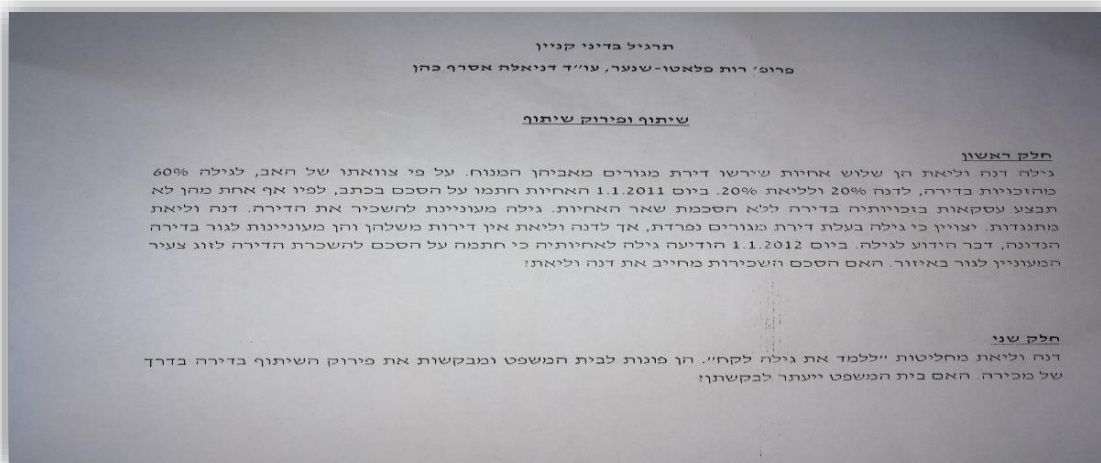 תרגיל בדיני קניין
פרופ' רות פלאטו-שנער, עו"ד דניאלה אסרף כהן
שיתוף ופירוק שיתוף
חלק ראשון
גילה דנה וליאת הן שלוש אחיות שירשו דירת מגורים מאביהן המנוח. על פי צוואתו של האב, לגילה 60%
מהזכויות בדירה, לדנה 20% ולליאת 20%. ביום 1.1.2011 האחיות חתמו על הסכם בכתב, לפיו אף אחת מהן לא
תבצע עסקאות בזכויותיה בדירה ללא הסכמת שאר האחיות. גילה מעוניינת להשכיר את הדירה. דנה וליאת
מתנגדות. יצויין כי גילה בעלת דירת מגורים נפרדת, אך לדנה וליאת אין דירות משלהן והן מעוניינות לגור בדירה
הנדונה, דבר הידוע לגילה. ביום 1.1.2012 הודיעה גילה לאחיותיה כי חתמה על הסכם להשכרת הדירה לזוג צעיר
המעוניין לגור באיזור. האם הסכם השכירות מחייב את דנה וליאת?
חלק שני
דנה וליאת מחליטות "ללמד את גילה לקח". הן פונות לבית המשפט ומבקשות את פירוק השיתוף בדירה בדרך
של מכירה. האם בית המשפט ייעתר לבקשתן?